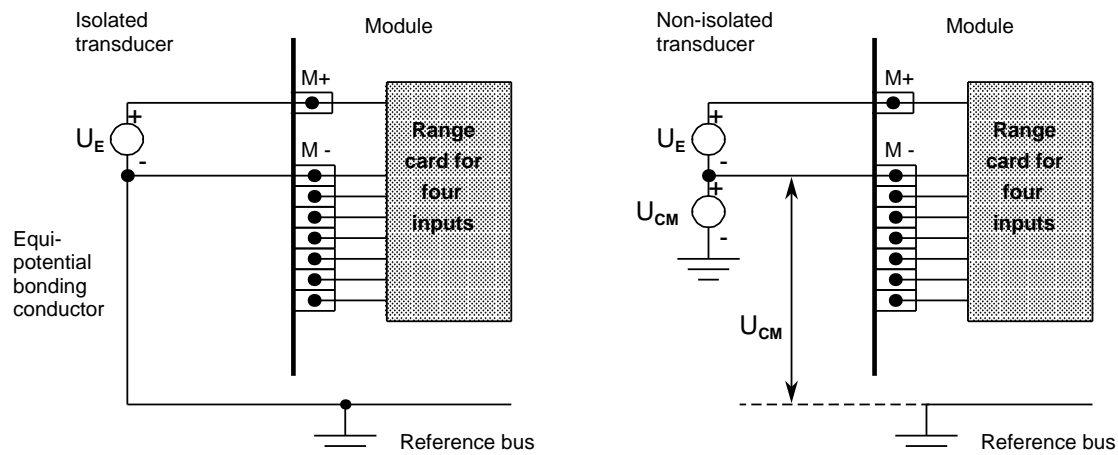 Isolated
transducer
Module
M+
+
U_E
-
M -
Range
card for
four
inputs
Equi-
potential
bonding
conductor
Reference bus
Non-isolated
transducer
Module
M+
+
U_E
-
M -
+
U_CM
-
Range
card for
four
inputs
U_CM
Reference bus